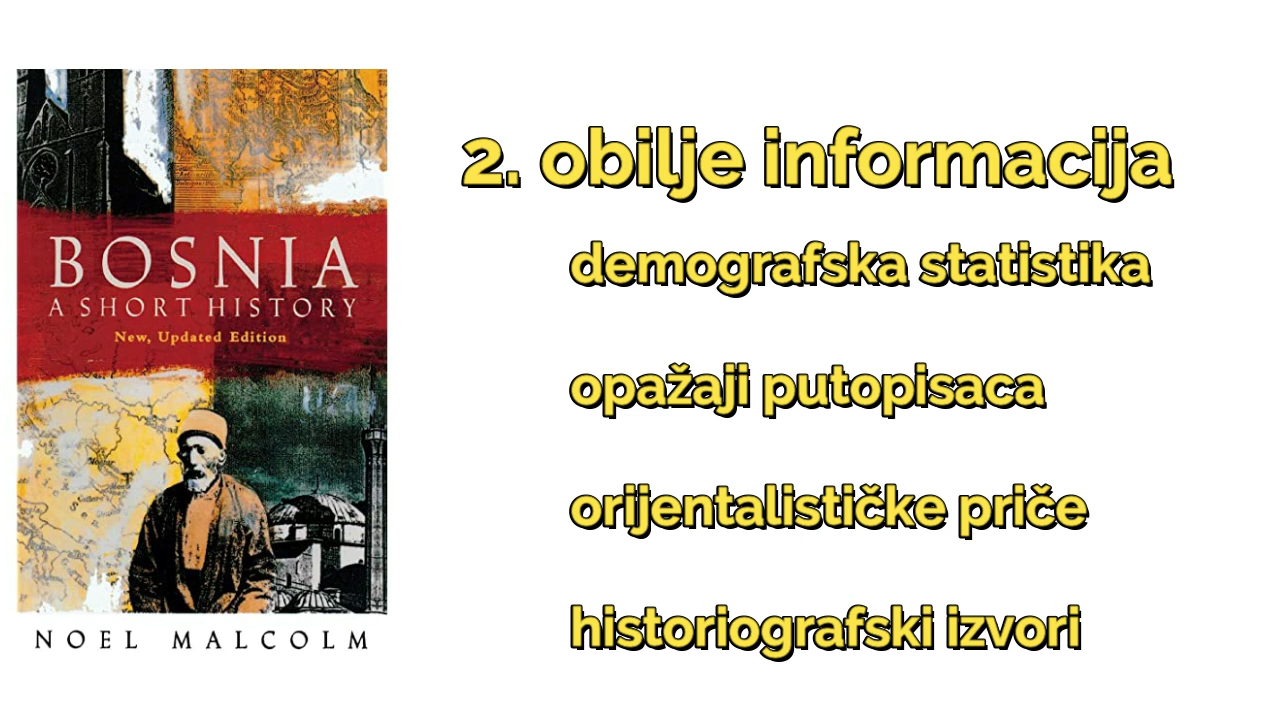 BOSNIA
A SHORT HISTORY
New, Updated Edition
NOEL MALCOLM
2. obilje informacija
demografska statistika
opažaji putopisaca
orijentalističke priče
historiografski izvori